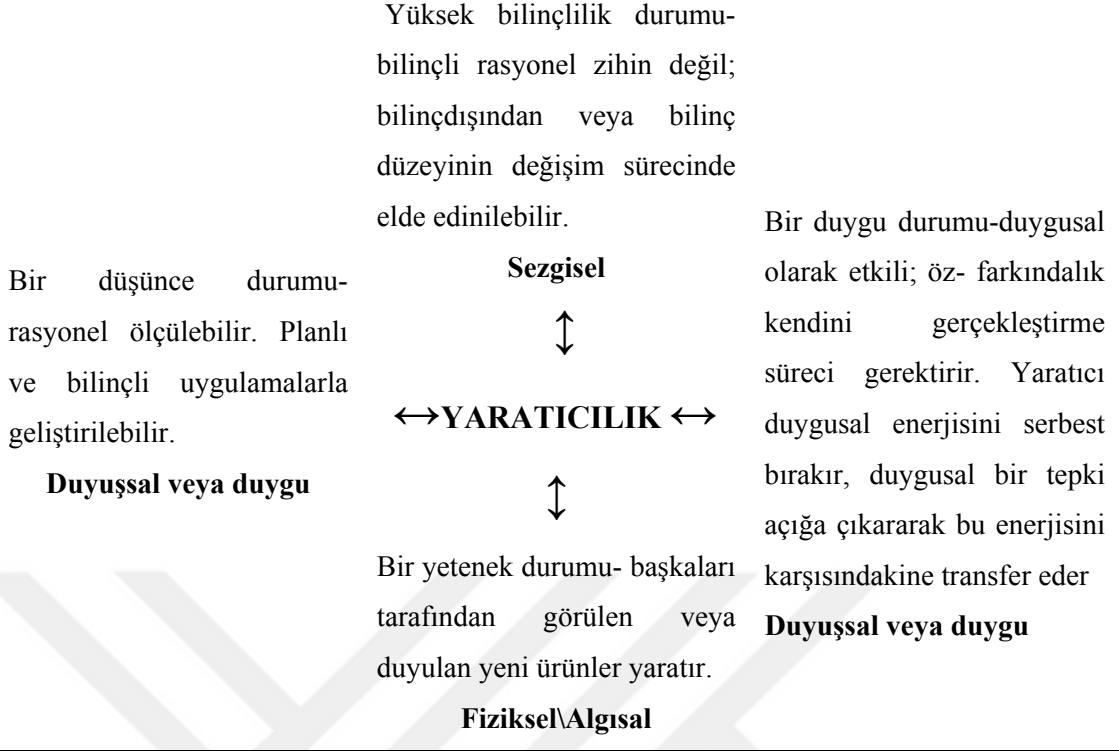 Yüksek bilinçlilik durumu-
bilinçli rasyonel zihin değil;
bilinçdışından veya bilinç
düzeyinin değişim sürecinde
elde edinilebilir.
Sezgisel
↕
Bir düşünce durumu-
rasyonel ölçülebilir. Planlı
ve bilinçli uygulamalarla
geliştirilebilir.
Duyuşsal veya duygu
↔YARATICILIK ↔
Bir duygu durumu-duygusal
olarak etkili; öz- farkındalık
kendini gerçekleştirme
süreci gerektirir. Yaratıcı
duygusal enerjisini serbest
bırakır, duygusal bir tepki
açığa çıkararak bu enerjisini
karşısındakine transfer eder
Duyuşsal veya duygu
↕
Bir yetenek durumu- başkaları
tarafından görülen veya
duyulan yeni ürünler yaratır.
Fiziksel\Algısal